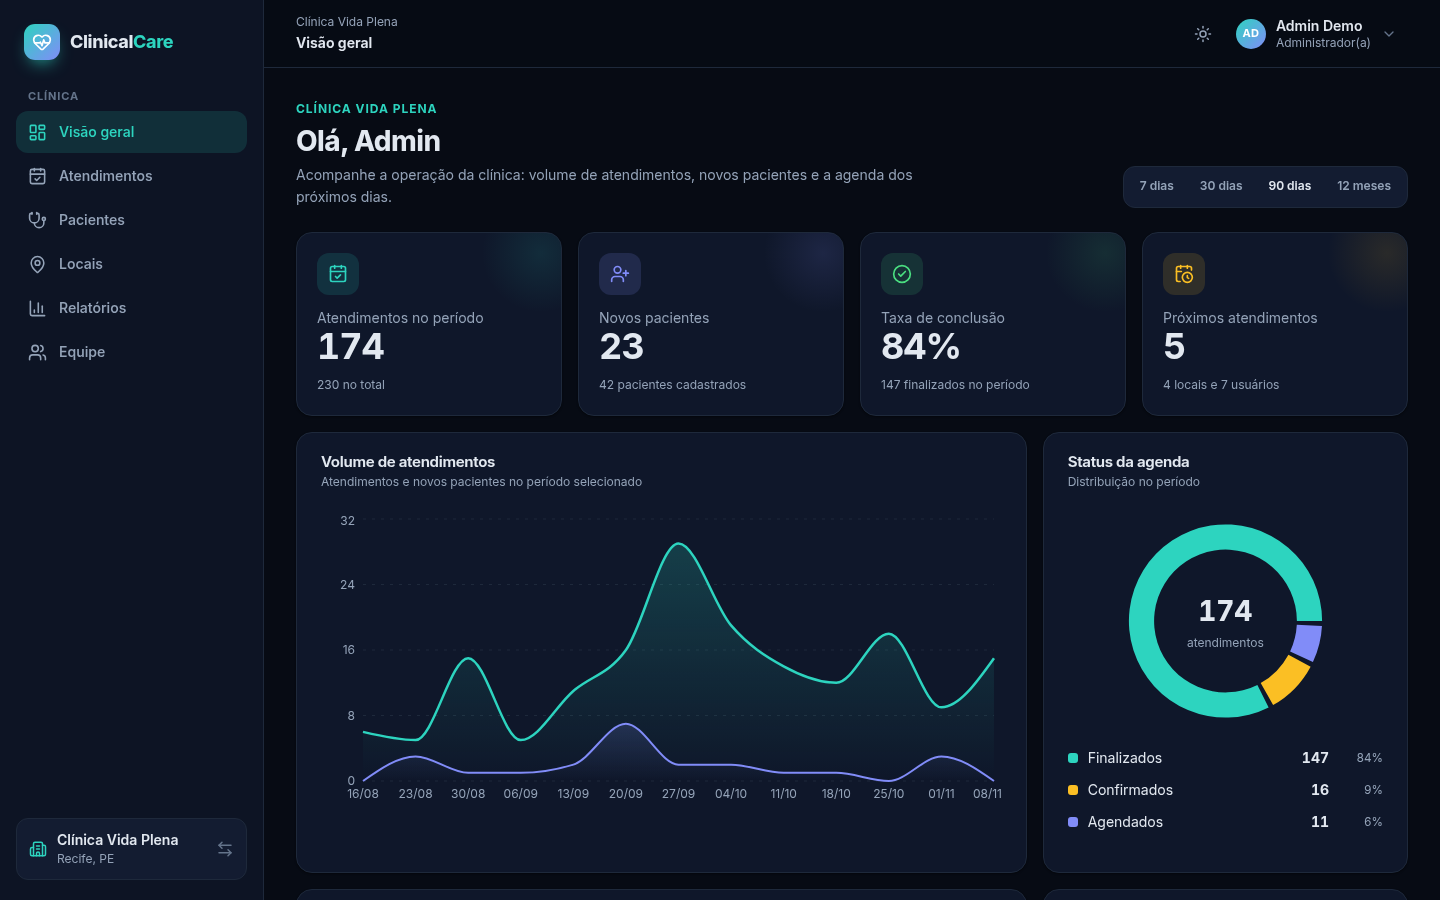 ClinicalCare
CLÍNICA
Visão geral
Atendimentos
Pacientes
Locais
Relatórios
Equipe
Clínica Vida Plena
Recife, PE
Clínica Vida Plena
Visão geral
AD
Admin Demo
Administrador(a)
CLÍNICA VIDA PLENA
Olá, Admin
Acompanhe a operação da clínica: volume de atendimentos, novos pacientes e a agenda dos
próximos dias.
7 dias 30 dias 90 dias 12 meses
Atendimentos no período
174
230 no total
Novos pacientes
23
42 pacientes cadastrados
Taxa de conclusão
84%
147 finalizados no período
Próximos atendimentos
5
4 locais e 7 usuários
Volume de atendimentos
Atendimentos e novos pacientes no período selecionado
32
24
16
8
0
16/08 23/08 30/08 06/09 13/09 20/09 27/09 04/10 11/10 18/10 25/10 01/11 08/11
Status da agenda
Distribuição no período
174
atendimentos
Finalizados 147 84%
Confirmados 16 9%
Agendados 11 6%